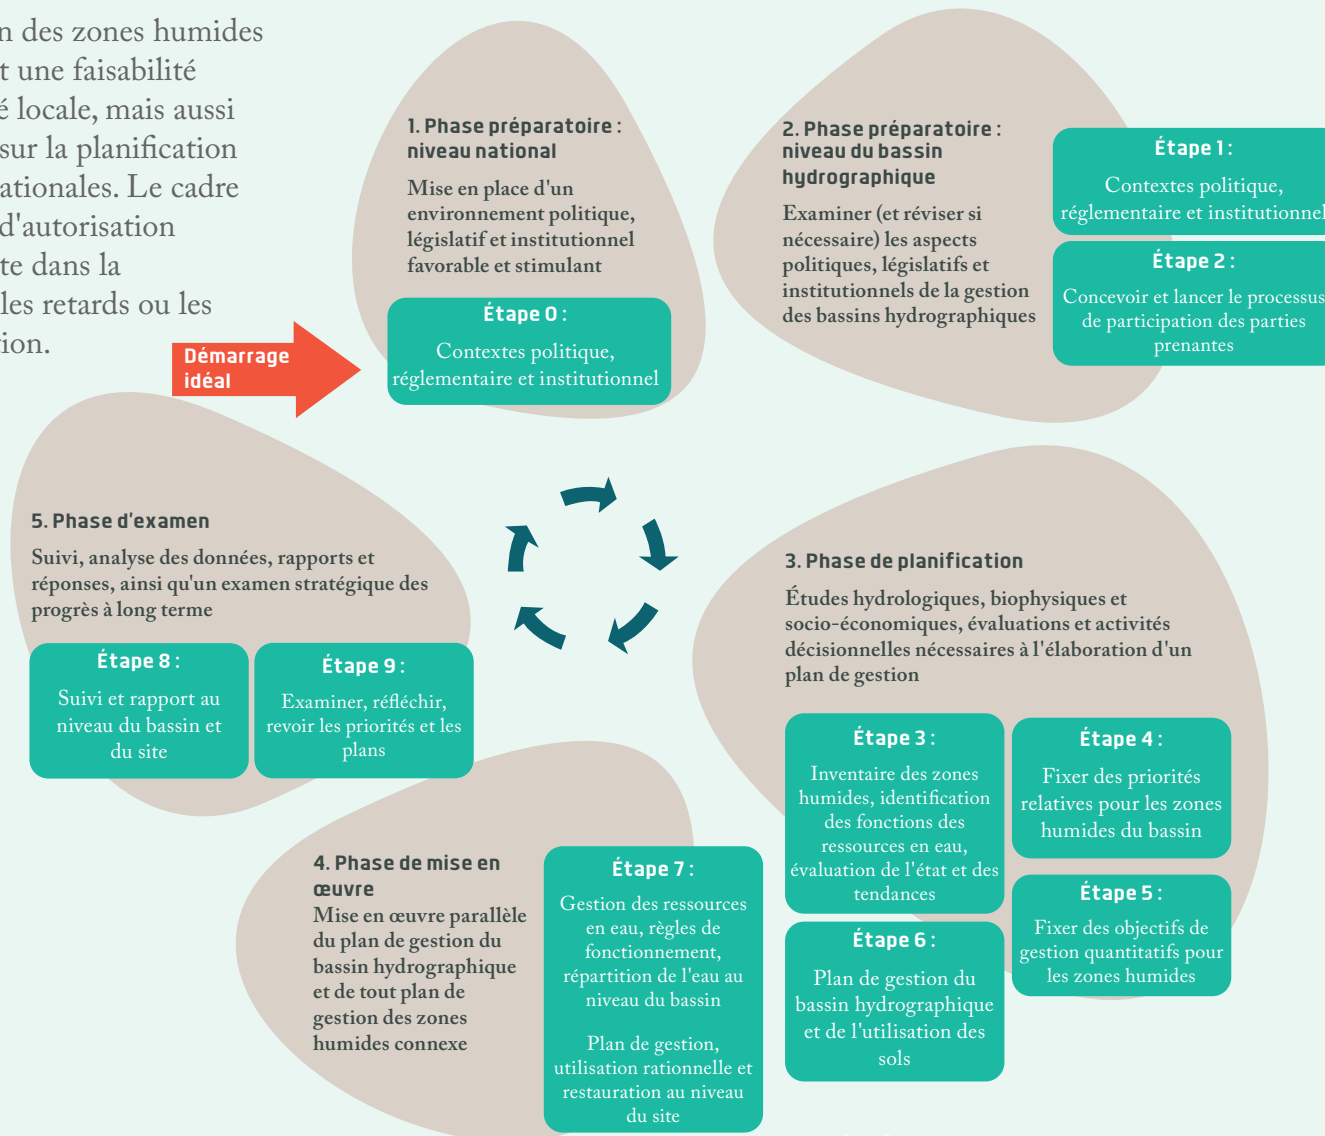 n des zones humides
t une faisabilité
é locale, mais aussi
sur la planification
ationales. Le cadre
d'autorisation
te dans la
les retards ou les
ion.
Démarrage
idéal
1. Phase préparatoire :
niveau national
Mise en place d'un
environnement politique,
législatif et institutionnel
favorable et stimulant
Étape 0 :
Contextes politique,
réglementaire et institutionnel
2. Phase préparatoire :
niveau du bassin
hydrographique
Examiner (et réviser si
nécessaire) les aspects
politiques, législatifs et
institutionnels de la gestion
des bassins hydrographiques
Étape 1 :
Contextes politique,
réglementaire et institutionnel
Étape 2 :
Concevoir et lancer le processus
de participation des parties
prenantes
3. Phase de planification
Études hydrologiques, biophysiques et
socio-économiques, évaluations et activités
décisionnelles nécessaires à l'élaboration d'un
plan de gestion
Étape 3 :
Inventaire des zones
humides, identification
des fonctions des
ressources en eau,
évaluation de l'état et des
tendances
Étape 4 :
Fixer des priorités
relatives pour les zones
humides du bassin
Étape 5 :
Fixer des objectifs de
gestion quantitatifs pour
les zones humides
Étape 6 :
Plan de gestion du
bassin hydrographique
et de l'utilisation des
sols
4. Phase de mise en
œuvre
Mise en œuvre parallèle
du plan de gestion du
bassin hydrographique
et de tout plan de
gestion des zones
humides connexe
Étape 7 :
Gestion des ressources
en eau, règles de
fonctionnement,
répartition de l'eau au
niveau du bassin
Plan de gestion,
utilisation rationnelle et
restauration au niveau
du site
5. Phase d'examen
Suivi, analyse des données, rapports et
réponses, ainsi qu'un examen stratégique des
progrès à long terme
Étape 8 :
Suivi et rapport au
niveau du bassin et
du site
Étape 9 :
Examiner, réfléchir,
revoir les priorités et les
plans